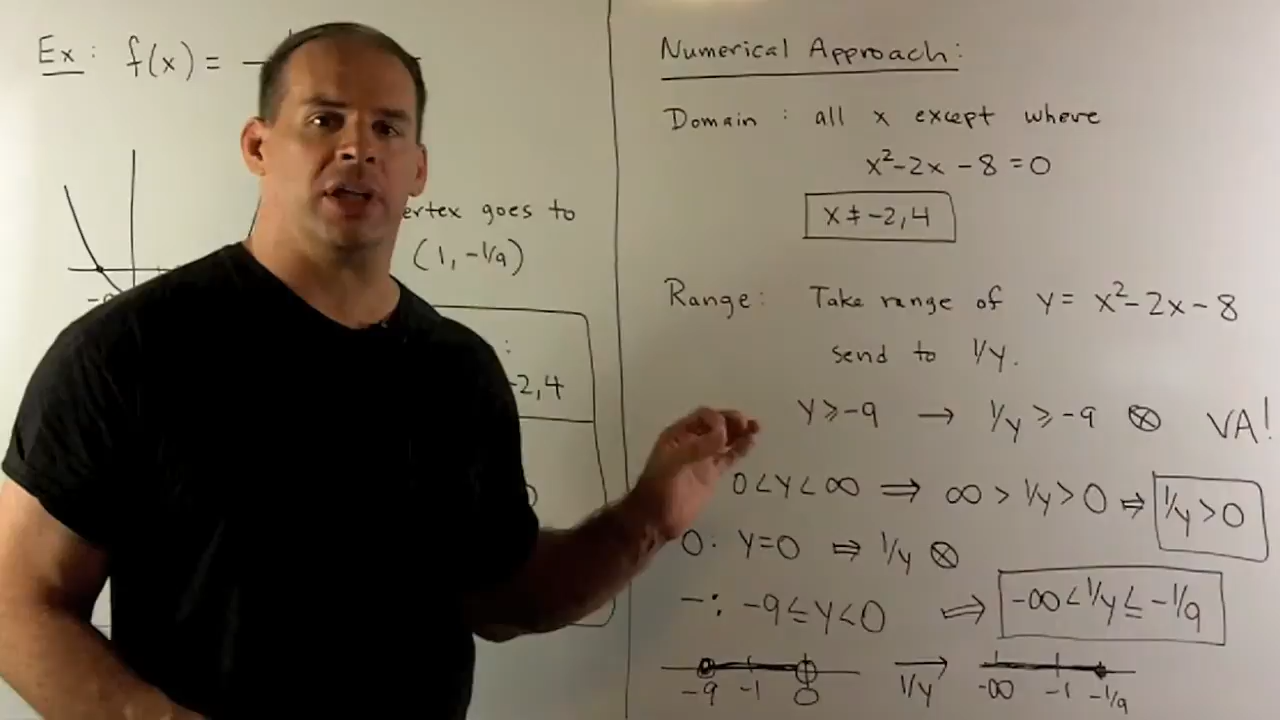 Ex: f(x) =
goes to
(1, -1/9)
-2,4
Numerical Approach:
Domain: all x except where
x²-2x-8=0
x≠-2,4
Range: Take range of y= x²-2x-8
send to 1/y.
y≥-9 → 1/y ≥ -9 ⊗ VA!
0<y<∞ ⇒ ∞ > 1/y > 0 ⇒ 1/y>0
0: y=0 ⇒ 1/y ⊗
-: -9≤y<0 ⇒ -∞<1/y≤-1/9
-9 -1 0 1/y → -∞ -1 -1/9